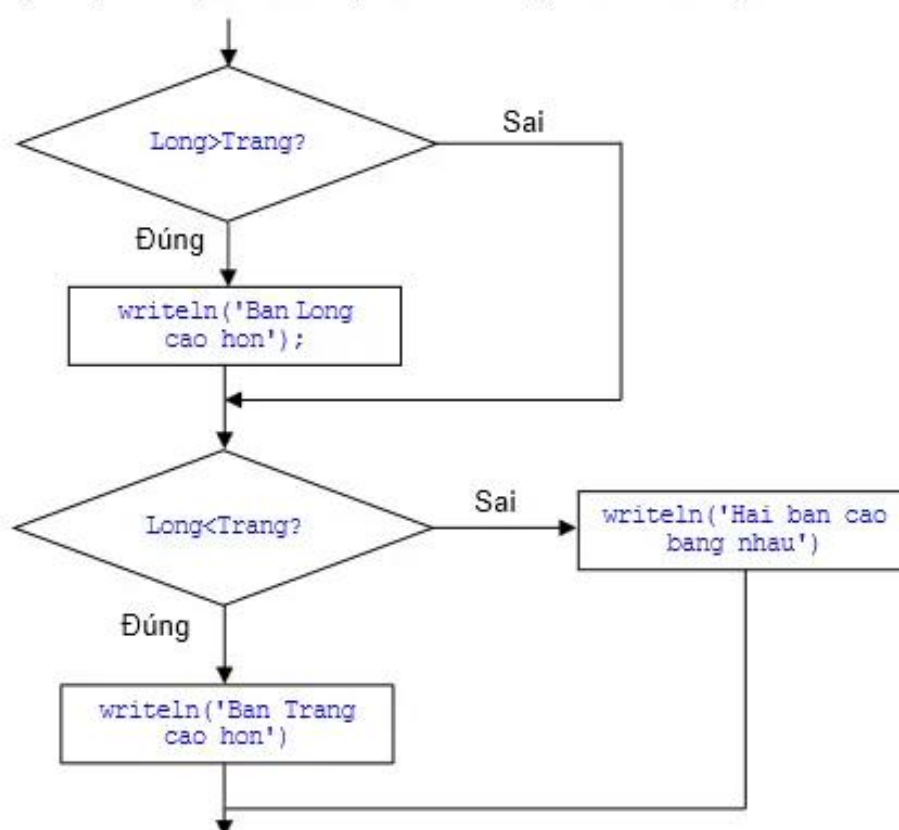 Long>Trang?
Sai
Đúng
writeln('Ban Long
cao hon');
Long<Trang?
Sai
writeln('Hai ban cao
bang nhau')
Đúng
writeln('Ban Trang
cao hon')